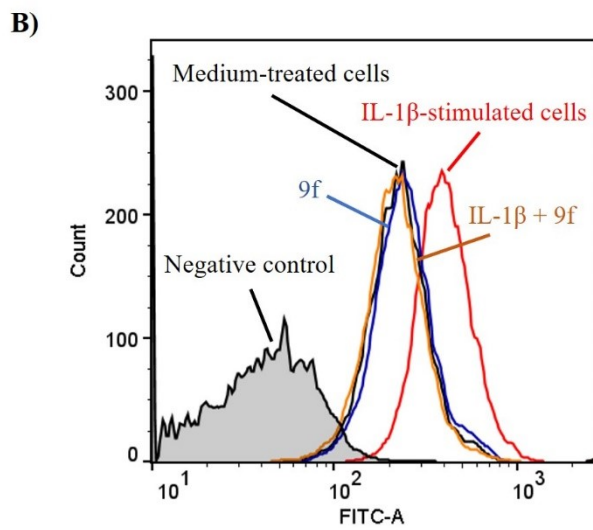 B)
Medium-treated cells
IL-1β-stimulated cells
9f
IL-1β + 9f
Negative control
Count
300
200
100
0
10¹
10²
10³
FITC-A